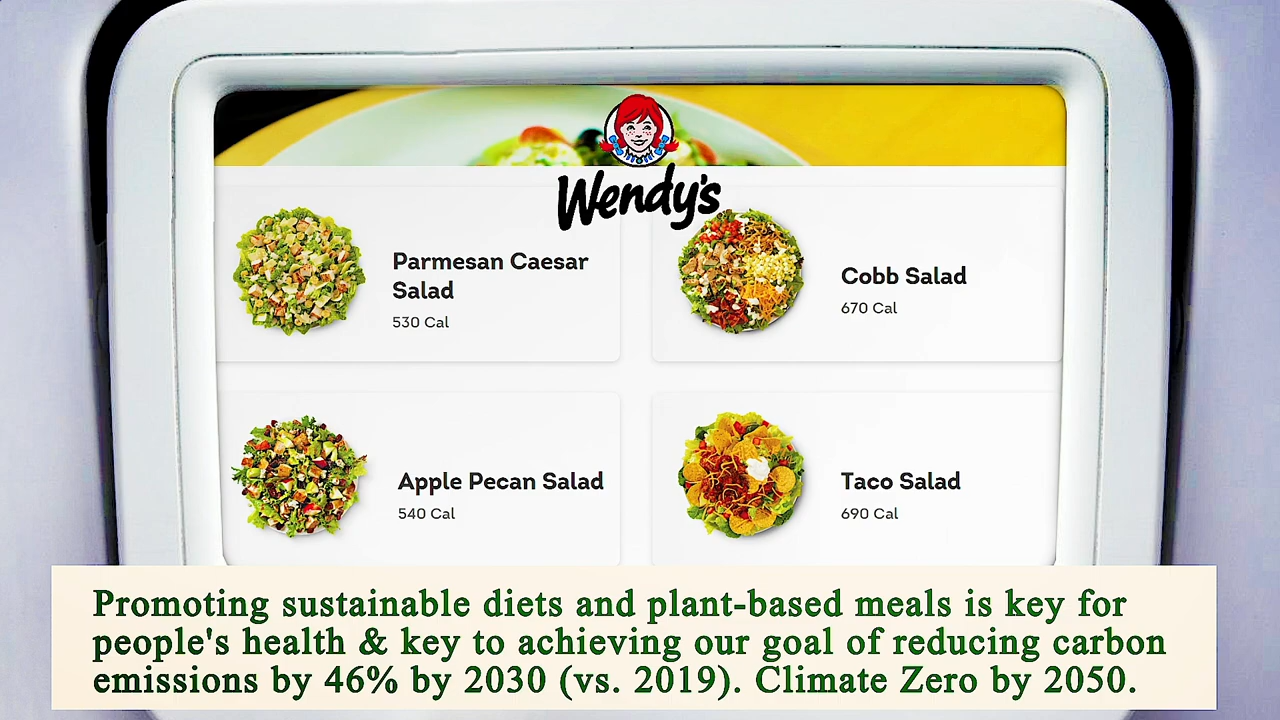 Wendy's
Parmesan Caesar
Salad
530 Cal
Cobb Salad
670 Cal
Apple Pecan Salad
540 Cal
Taco Salad
690 Cal
Promoting sustainable diets and plant-based meals is key for
people's health & key to achieving our goal of reducing carbon
emissions by 46% by 2030 (vs. 2019). Climate Zero by 2050.